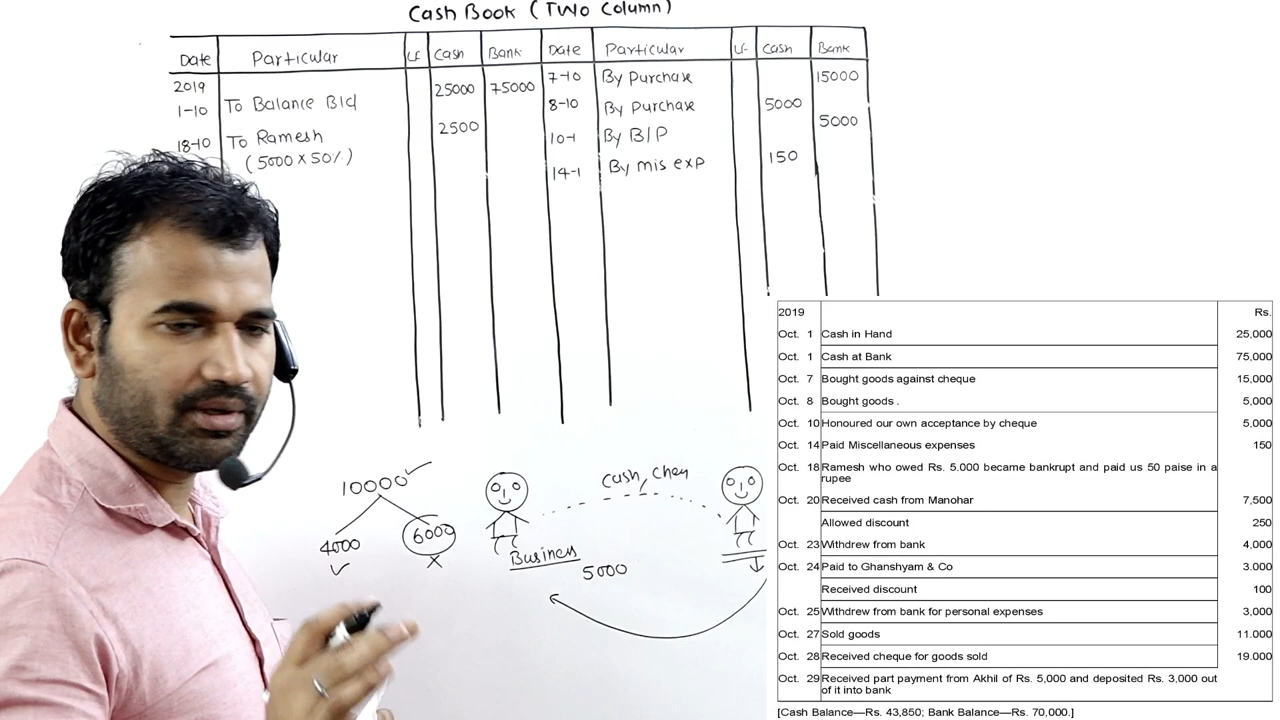 Cash Book (Two Column)
Date Particular LF Cash Bank Date Particular LF Cash Bank
2019 7-10 By Purchase 15000
1-10 To Balance B/d 25000 75000 8-10 By Purchase 5000
18-10 To Ramesh 2500 10-1 By B/P 5000
(5000 x 50%) 14-1 By mis exp 150
10000
4000 6000
Business
5000
Cash, Cheq
2019 Rs.
Oct. 1 Cash in Hand 25,000
Oct. 1 Cash at Bank 75,000
Oct. 7 Bought goods against cheque 15,000
Oct. 8 Bought goods . 5,000
Oct. 10 Honoured our own acceptance by cheque 5,000
Oct. 14 Paid Miscellaneous expenses 150
Oct. 18 Ramesh who owed Rs. 5.000 became bankrupt and paid us 50 paise in a
rupee
Oct. 20 Received cash from Manohar 7,500
Allowed discount 250
Oct. 23 Withdrew from bank 4,000
Oct. 24 Paid to Ghanshyam & Co 3.000
Received discount 100
Oct. 25 Withdrew from bank for personal expenses 3,000
Oct. 27 Sold goods 11.000
Oct. 28 Received cheque for goods sold 19.000
Oct. 29 Received part payment from Akhil of Rs. 5,000 and deposited Rs. 3,000 out
of it into bank
[Cash Balance—Rs. 43,850; Bank Balance—Rs. 70,000.]